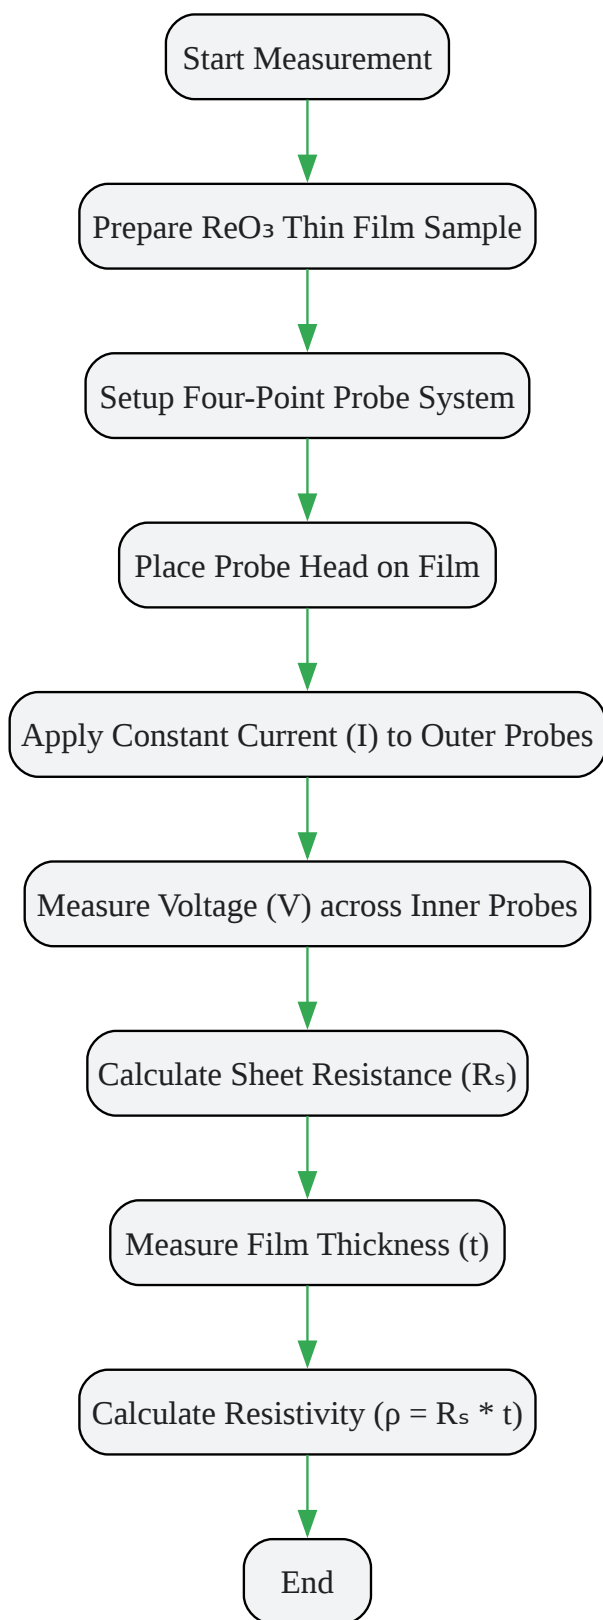 Start Measurement
Prepare ReO₃ Thin Film Sample
Setup Four-Point Probe System
Place Probe Head on Film
Apply Constant Current (I) to Outer Probes
Measure Voltage (V) across Inner Probes
Calculate Sheet Resistance (Rₛ)
Measure Film Thickness (t)
Calculate Resistivity (ρ = Rₛ * t)
End